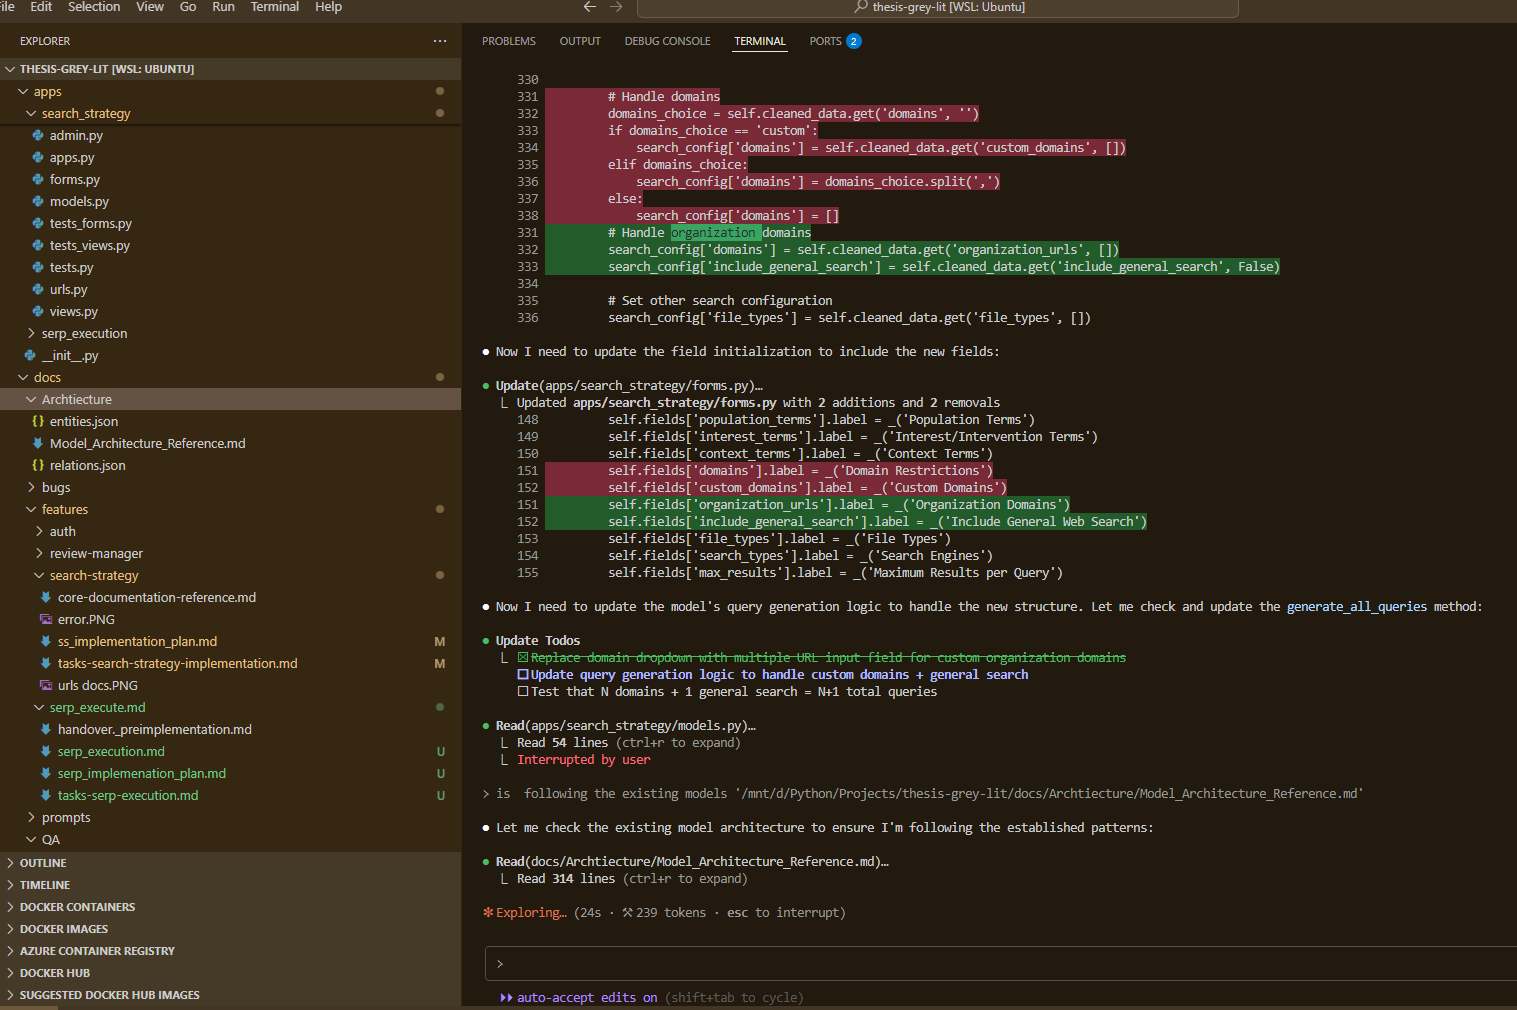 File Edit Selection View Go Run Terminal Help
thesis-grey-lit [WSL: Ubuntu]
EXPLORER
THESIS-GREY-LIT [WSL: UBUNTU]
apps
search_strategy
admin.py
apps.py
forms.py
models.py
tests_forms.py
tests_views.py
tests.py
urls.py
views.py
serp_execution
__init__.py
docs
Archtiecture
entities.json
Model_Architecture_Reference.md
relations.json
bugs
features
auth
review-manager
search-strategy
core-documentation-reference.md
error.PNG
ss_implementation_plan.md M
tasks-search-strategy-implementation.md M
urls docs.PNG
serp_execute.md
handover._preimplementation.md
serp_execution.md U
serp_implemenation_plan.md U
tasks-serp-execution.md U
prompts
QA
OUTLINE
TIMELINE
DOCKER CONTAINERS
DOCKER IMAGES
AZURE CONTAINER REGISTRY
DOCKER HUB
SUGGESTED DOCKER HUB IMAGES
PROBLEMS OUTPUT DEBUG CONSOLE TERMINAL PORTS 2
330
331 # Handle domains
332 domains_choice = self.cleaned_data.get('domains', '')
333 if domains_choice == 'custom':
334 search_config['domains'] = self.cleaned_data.get('custom_domains', [])
335 elif domains_choice:
336 search_config['domains'] = domains_choice.split(',')
337 else:
338 search_config['domains'] = []
331 # Handle organization domains
332 search_config['domains'] = self.cleaned_data.get('organization_urls', [])
333 search_config['include_general_search'] = self.cleaned_data.get('include_general_search', False)
334
335 # Set other search configuration
336 search_config['file_types'] = self.cleaned_data.get('file_types', [])
● Now I need to update the field initialization to include the new fields:
● Update(apps/search_strategy/forms.py)…
⎿ Updated apps/search_strategy/forms.py with 2 additions and 2 removals
148 self.fields['population_terms'].label = _('Population Terms')
149 self.fields['interest_terms'].label = _('Interest/Intervention Terms')
150 self.fields['context_terms'].label = _('Context Terms')
151 self.fields['domains'].label = _('Domain Restrictions')
152 self.fields['custom_domains'].label = _('Custom Domains')
151 self.fields['organization_urls'].label = _('Organization Domains')
152 self.fields['include_general_search'].label = _('Include General Web Search')
153 self.fields['file_types'].label = _('File Types')
154 self.fields['search_types'].label = _('Search Engines')
155 self.fields['max_results'].label = _('Maximum Results per Query')
● Now I need to update the model's query generation logic to handle the new structure. Let me check and update the generate_all_queries method:
● Update Todos
⎿ ☒ Replace domain dropdown with multiple URL input field for custom organization domains
☐ Update query generation logic to handle custom domains + general search
☐ Test that N domains + 1 general search = N+1 total queries
● Read(apps/search_strategy/models.py)…
⎿ Read 54 lines (ctrl+r to expand)
⎿ Interrupted by user
> is following the existing models '/mnt/d/Python/Projects/thesis-grey-lit/docs/Archtiecture/Model_Architecture_Reference.md'
● Let me check the existing model architecture to ensure I'm following the established patterns:
● Read(docs/Archtiecture/Model_Architecture_Reference.md)…
⎿ Read 314 lines (ctrl+r to expand)
✻ Exploring… (24s · ⚒ 239 tokens · esc to interrupt)
>
⏵⏵ auto-accept edits on (shift+tab to cycle)